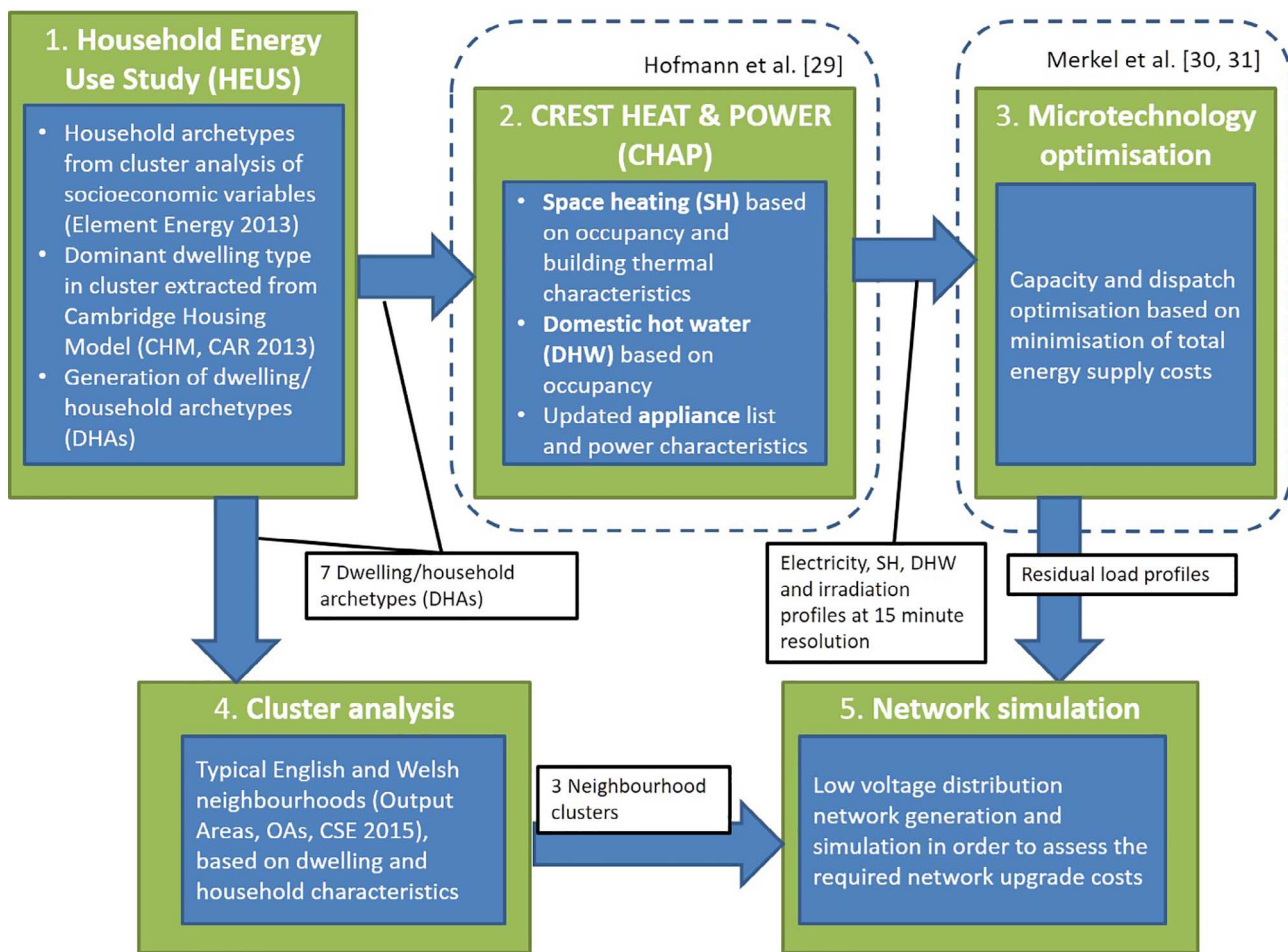 1. Household Energy
Use Study (HEUS)
• Household archetypes
from cluster analysis of
socioeconomic variables
(Element Energy 2013)
• Dominant dwelling type
in cluster extracted from
Cambridge Housing
Model (CHM, CAR 2013)
• Generation of dwelling/
household archetypes
(DHAs)
Hofmann et al. [29]
2. CREST HEAT & POWER
(CHAP)
• Space heating (SH) based
on occupancy and
building thermal
characteristics
• Domestic hot water
(DHW) based on
occupancy
• Updated appliance list
and power characteristics
Merkel et al. [30, 31]
3. Microtechnology
optimisation
Capacity and dispatch
optimisation based on
minimisation of total
energy supply costs
7 Dwelling/household
archetypes (DHAs)
Electricity, SH, DHW
and irradiation
profiles at 15 minute
resolution
Residual load profiles
4. Cluster analysis
Typical English and Welsh
neighbourhoods (Output
Areas, OAs, CSE 2015),
based on dwelling and
household characteristics
3 Neighbourhood
clusters
5. Network simulation
Low voltage distribution
network generation and
simulation in order to assess the
required network upgrade costs